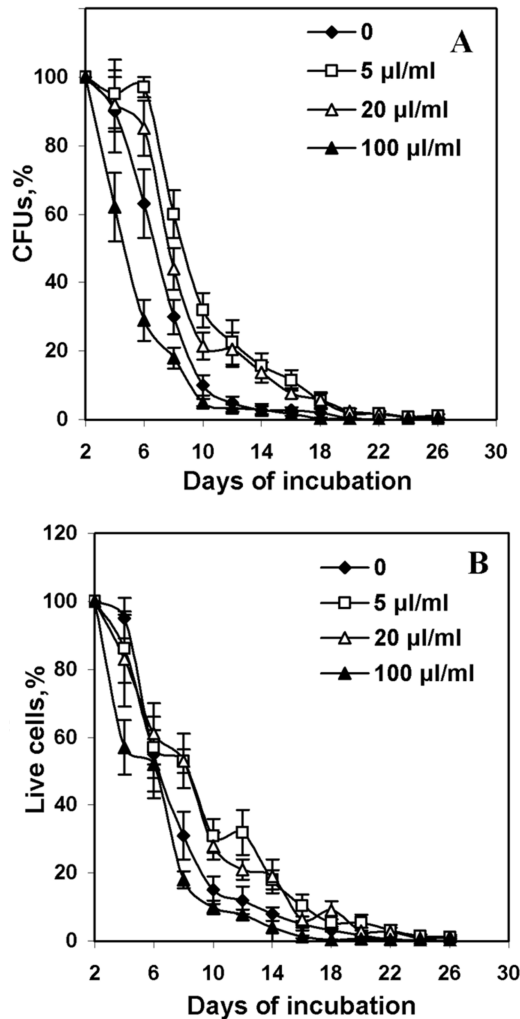 A
0
5 µl/ml
20 µl/ml
100 µl/ml
CFUs,%
100
80
60
40
20
0
2 6 10 14 18 22 26 30
Days of incubation
B
0
5 µl/ml
20 µl/ml
100 µl/ml
Live cells,%
120
100
80
60
40
20
0
2 6 10 14 18 22 26 30
Days of incubation